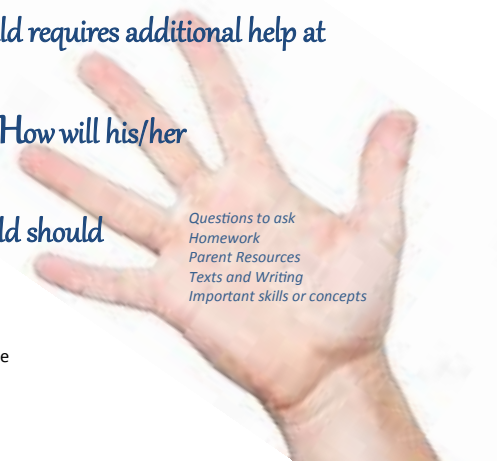 ld requires additional help at
How will his/her
ld should
Questions to ask
Homework
Parent Resources
Texts and Writing
Important skills or concepts
e